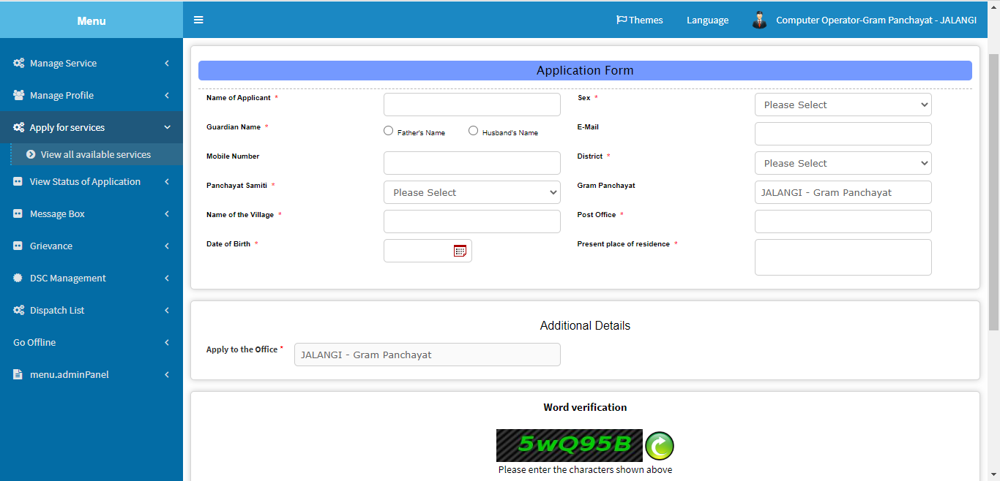 Menu
Themes
Language
Computer Operator-Gram Panchayat - JALANGI
Manage Service
Manage Profile
Apply for services
View all available services
View Status of Application
Message Box
Grievance
DSC Management
Dispatch List
Go Offline
menu.adminPanel
Application Form
Name of Applicant *
Sex *
Please Select
Guardian Name *
Father's Name
Husband's Name
E-Mail
Mobile Number
District *
Please Select
Panchayat Samiti *
Please Select
Gram Panchayat
JALANGI - Gram Panchayat
Name of the Village *
Post Office *
Date of Birth *
Present place of residence *
Additional Details
Apply to the Office *
JALANGI - Gram Panchayat
Word verification
5wQ95B
Please enter the characters shown above